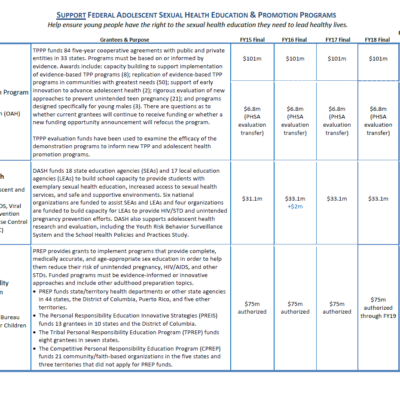 SUPPORT FEDERAL ADOLESCENT SEXUAL HEALTH EDUCATION & PROMOTION PROGRAMS
Help ensure young people have the right to the sexual health education they need to lead healthy lives.
Grantees & Purpose
FY15 Final
FY16 Final
FY17 Final
FY18 Final
Program
(OAH)
TPPP funds 84 five-year cooperative agreements with public and private
entities in 33 states. Programs must be based on or informed by
evidence. Awards include: capacity building to support implementation
of evidence-based TPP programs (8); replication of evidence-based TPP
programs in communities with greatest needs (50); support of early
innovation to advance adolescent health (2); rigorous evaluation of new
approaches to prevent unintended teen pregnancy (21); and programs
designed specifically for young males (3). There are questions as to
whether current grantees will continue to receive funding or whether a
new funding opportunity announcement will refocus the program.
TPPP evaluation funds have been used to examine the efficacy of the
demonstration programs to inform new TPP and adolescent health
promotion programs.
$101m
$101m
$101m
$101m
$6.8m
(PHSA
evaluation
transfer)
$6.8m
(PHSA
evaluation
transfer)
$6.8m
(PHSA
evaluation
transfer)
$6.8m
(PHSA
evaluation
transfer)
h
escent and
OS, Viral
evention
se Control
C)
DASH funds 18 state education agencies (SEAs) and 17 local education
agencies (LEAs) to build school capacity to provide students with
exemplary sexual health education, increased access to sexual health
services, and safe and supportive environments. Six national
organizations are funded to assist SEAs and LEAs and four organizations
are funded to build capacity for LEAs to provide HIV/STD and unintended
pregnancy prevention efforts. DASH also supports adolescent health
research and evaluation, including the Youth Risk Behavior Surveillance
System and the School Health Policies and Practices Study.
$31.1m
$33.1m
+$2m
$33.1m
$33.1m
ility
m
Bureau
r Children
PREP provides grants to implement programs that provide complete,
medically accurate, and age-appropriate sex education in order to help
them reduce their risk of unintended pregnancy, HIV/AIDS, and other
STDs. Funded programs must be evidence-informed or innovative
approaches and include other adulthood preparation topics.
• PREP funds state/territory health departments or other state agencies
in 44 states, the District of Columbia, Puerto Rico, and five other
territories.
• The Personal Responsibility Education Innovative Strategies (PREIS)
funds 13 grantees in 10 states and the District of Columbia.
• The Tribal Personal Responsibility Education Program (TPREP) funds
eight grantees in seven states.
• The Competitive Personal Responsibility Education Program (CPREP)
funds 21 community/faith-based organizations in the five states and
three territories that did not apply for PREP funds.
$75m
authorized
$75m
authorized
$75m
authorized
$75m
authorized
through FY19